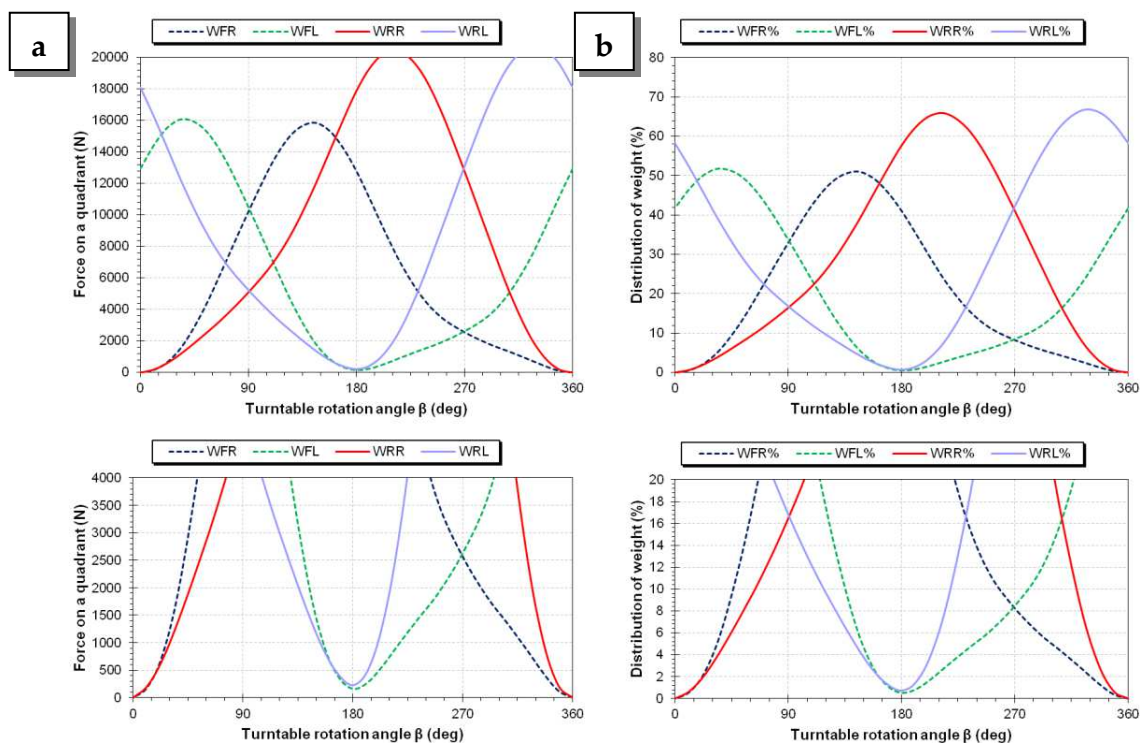 a
WFR WFL WRR WRL
Force on a quadrant (N)
20000
18000
16000
14000
12000
10000
8000
6000
4000
2000
0
0 90 180 270 360
Turntable rotation angle β (deg)
b
WFR% WFL% WRR% WRL%
Distribution of weight (%)
80
70
60
50
40
30
20
10
0
0 90 180 270 360
Turntable rotation angle β (deg)
WFR WFL WRR WRL
Force on a quadrant (N)
4000
3500
3000
2500
2000
1500
1000
500
0
0 90 180 270 360
Turntable rotation angle β (deg)
WFR% WFL% WRR% WRL%
Distribution of weight (%)
20
18
16
14
12
10
8
6
4
2
0
0 90 180 270 360
Turntable rotation angle β (deg)